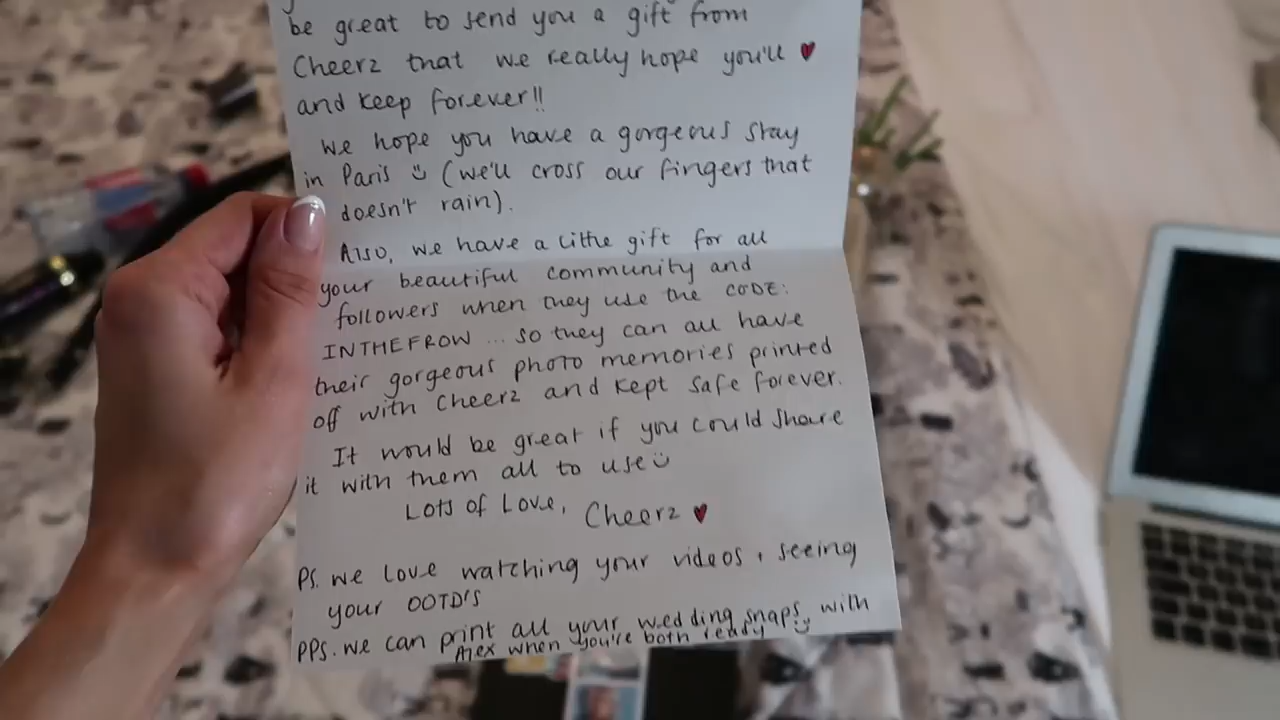 be great to send you a gift from
Cheerz that we really hope you'll ♥
and keep forever!!
we hope you have a gorgeous stay
in Paris ☺ (we'll cross our fingers that
doesn't rain).
Also, we have a little gift for all
your beautiful community and
followers when they use the CODE:
INTHEFROW ... so they can all have
their gorgeous photo memories printed
off with Cheerz and kept safe forever.
It would be great if you could share
it with them all to use ☺
Lots of Love, Cheerz ♥
PS. we love watching your videos + seeing
your OOTD'S
PPS. we can print all your wedding snaps with
Alex when you're both ready ☺